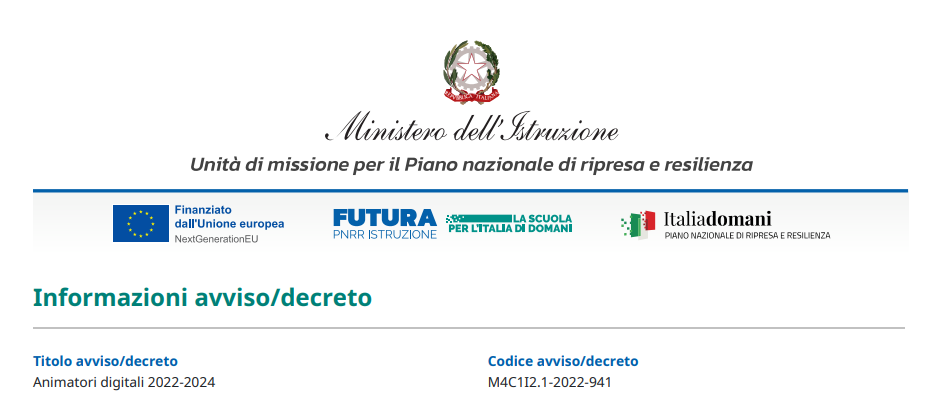 REPVBBLICA ITALIANA
Ministero dell'Istruzione
Unità di missione per il Piano nazionale di ripresa e resilienza
Finanziato
dall'Unione europea
NextGenerationEU
FUTURA
PNRR ISTRUZIONE
LA SCUOLA
PER L'ITALIA DI DOMANI
Italiadomani
PIANO NAZIONALE DI RIPRESA E RESILIENZA
Informazioni avviso/decreto
Titolo avviso/decreto
Animatori digitali 2022-2024
Codice avviso/decreto
M4C1I2.1-2022-941